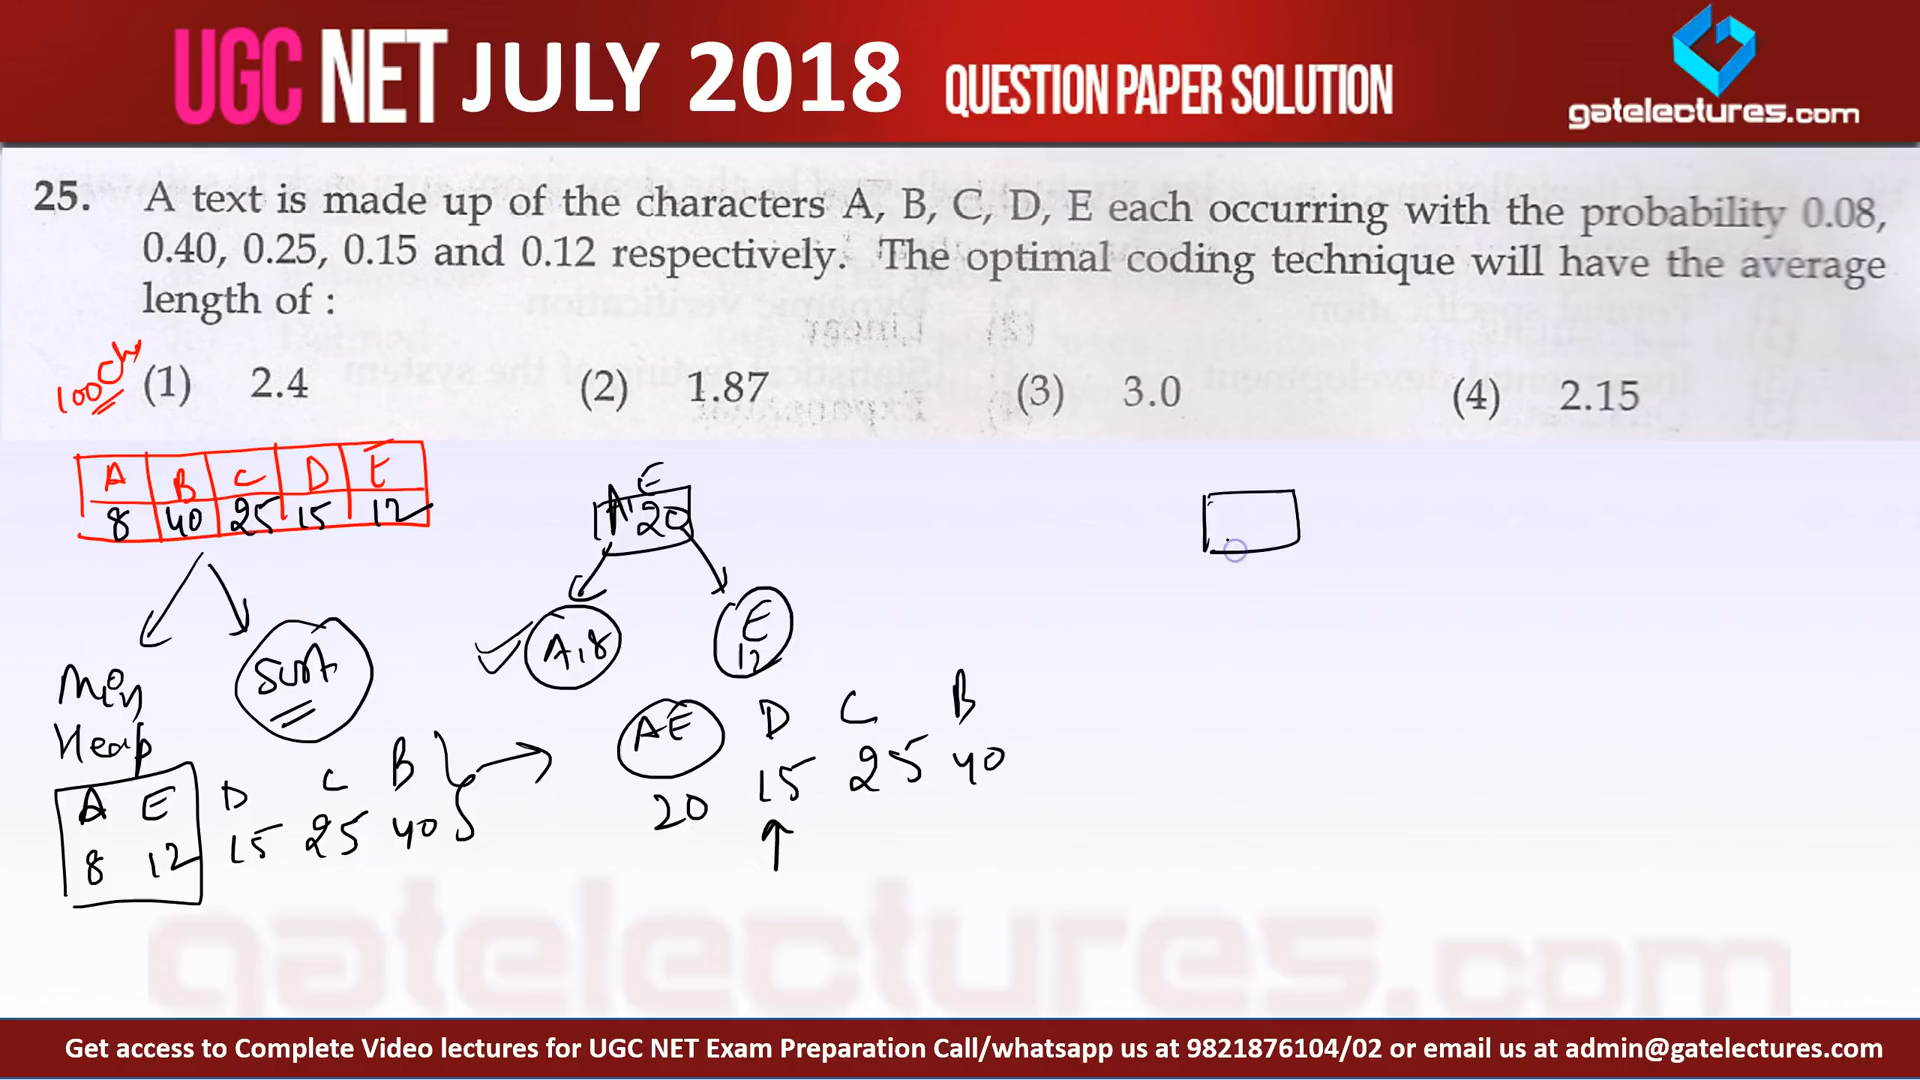 UGC NET JULY 2018 QUESTION PAPER SOLUTION
gatelectures.com
25. A text is made up of the characters A, B, C, D, E each occurring with the probability 0.08,
0.40, 0.25, 0.15 and 0.12 respectively. The optimal coding technique will have the average
length of :
(1) 2.4 (2) 1.87 (3) 3.0 (4) 2.15
100 Ch
A B C D E
8 40 25 15 12
A, E
20
A, 8
E
12
Min
Heap
Sort
A E D C B
8 12 15 25 40
AE D C B
20 15 25 40
gatelectures.com
Get access to Complete Video lectures for UGC NET Exam Preparation Call/whatsapp us at 9821876104/02 or email us at admin@gatelectures.com